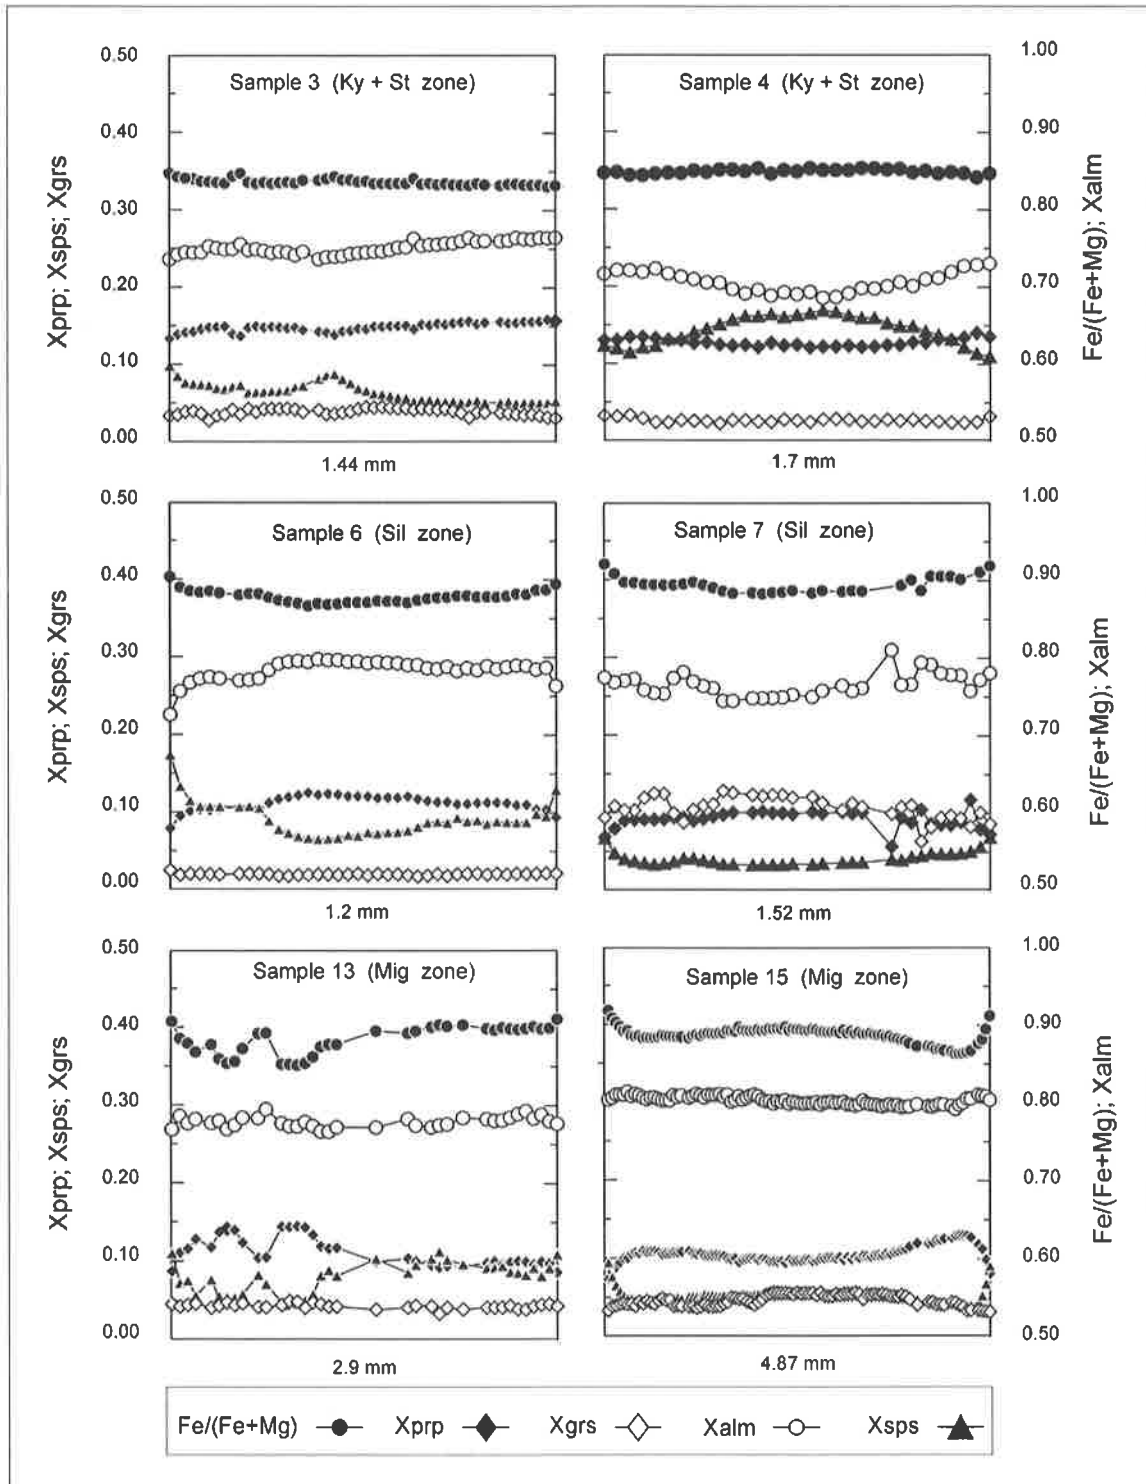 Sample 3 (Ky + St zone)
Sample 4 (Ky + St zone)
0.50
0.40
0.30
0.20
0.10
0.00
Xprp; Xsps; Xgrs
1.00
0.90
0.80
0.70
0.60
0.50
Fe/(Fe+Mg); Xalm
1.44 mm
1.7 mm
Sample 6 (Sil zone)
Sample 7 (Sil zone)
0.50
0.40
0.30
0.20
0.10
0.00
Xprp; Xsps; Xgrs
1.00
0.90
0.80
0.70
0.60
0.50
Fe/(Fe+Mg); Xalm
1.2 mm
1.52 mm
Sample 13 (Mig zone)
Sample 15 (Mig zone)
0.50
0.40
0.30
0.20
0.10
0.00
Xprp; Xsps; Xgrs
1.00
0.90
0.80
0.70
0.60
0.50
Fe/(Fe+Mg); Xalm
2.9 mm
4.87 mm
Fe/(Fe+Mg) Xprp Xgrs Xalm Xsps